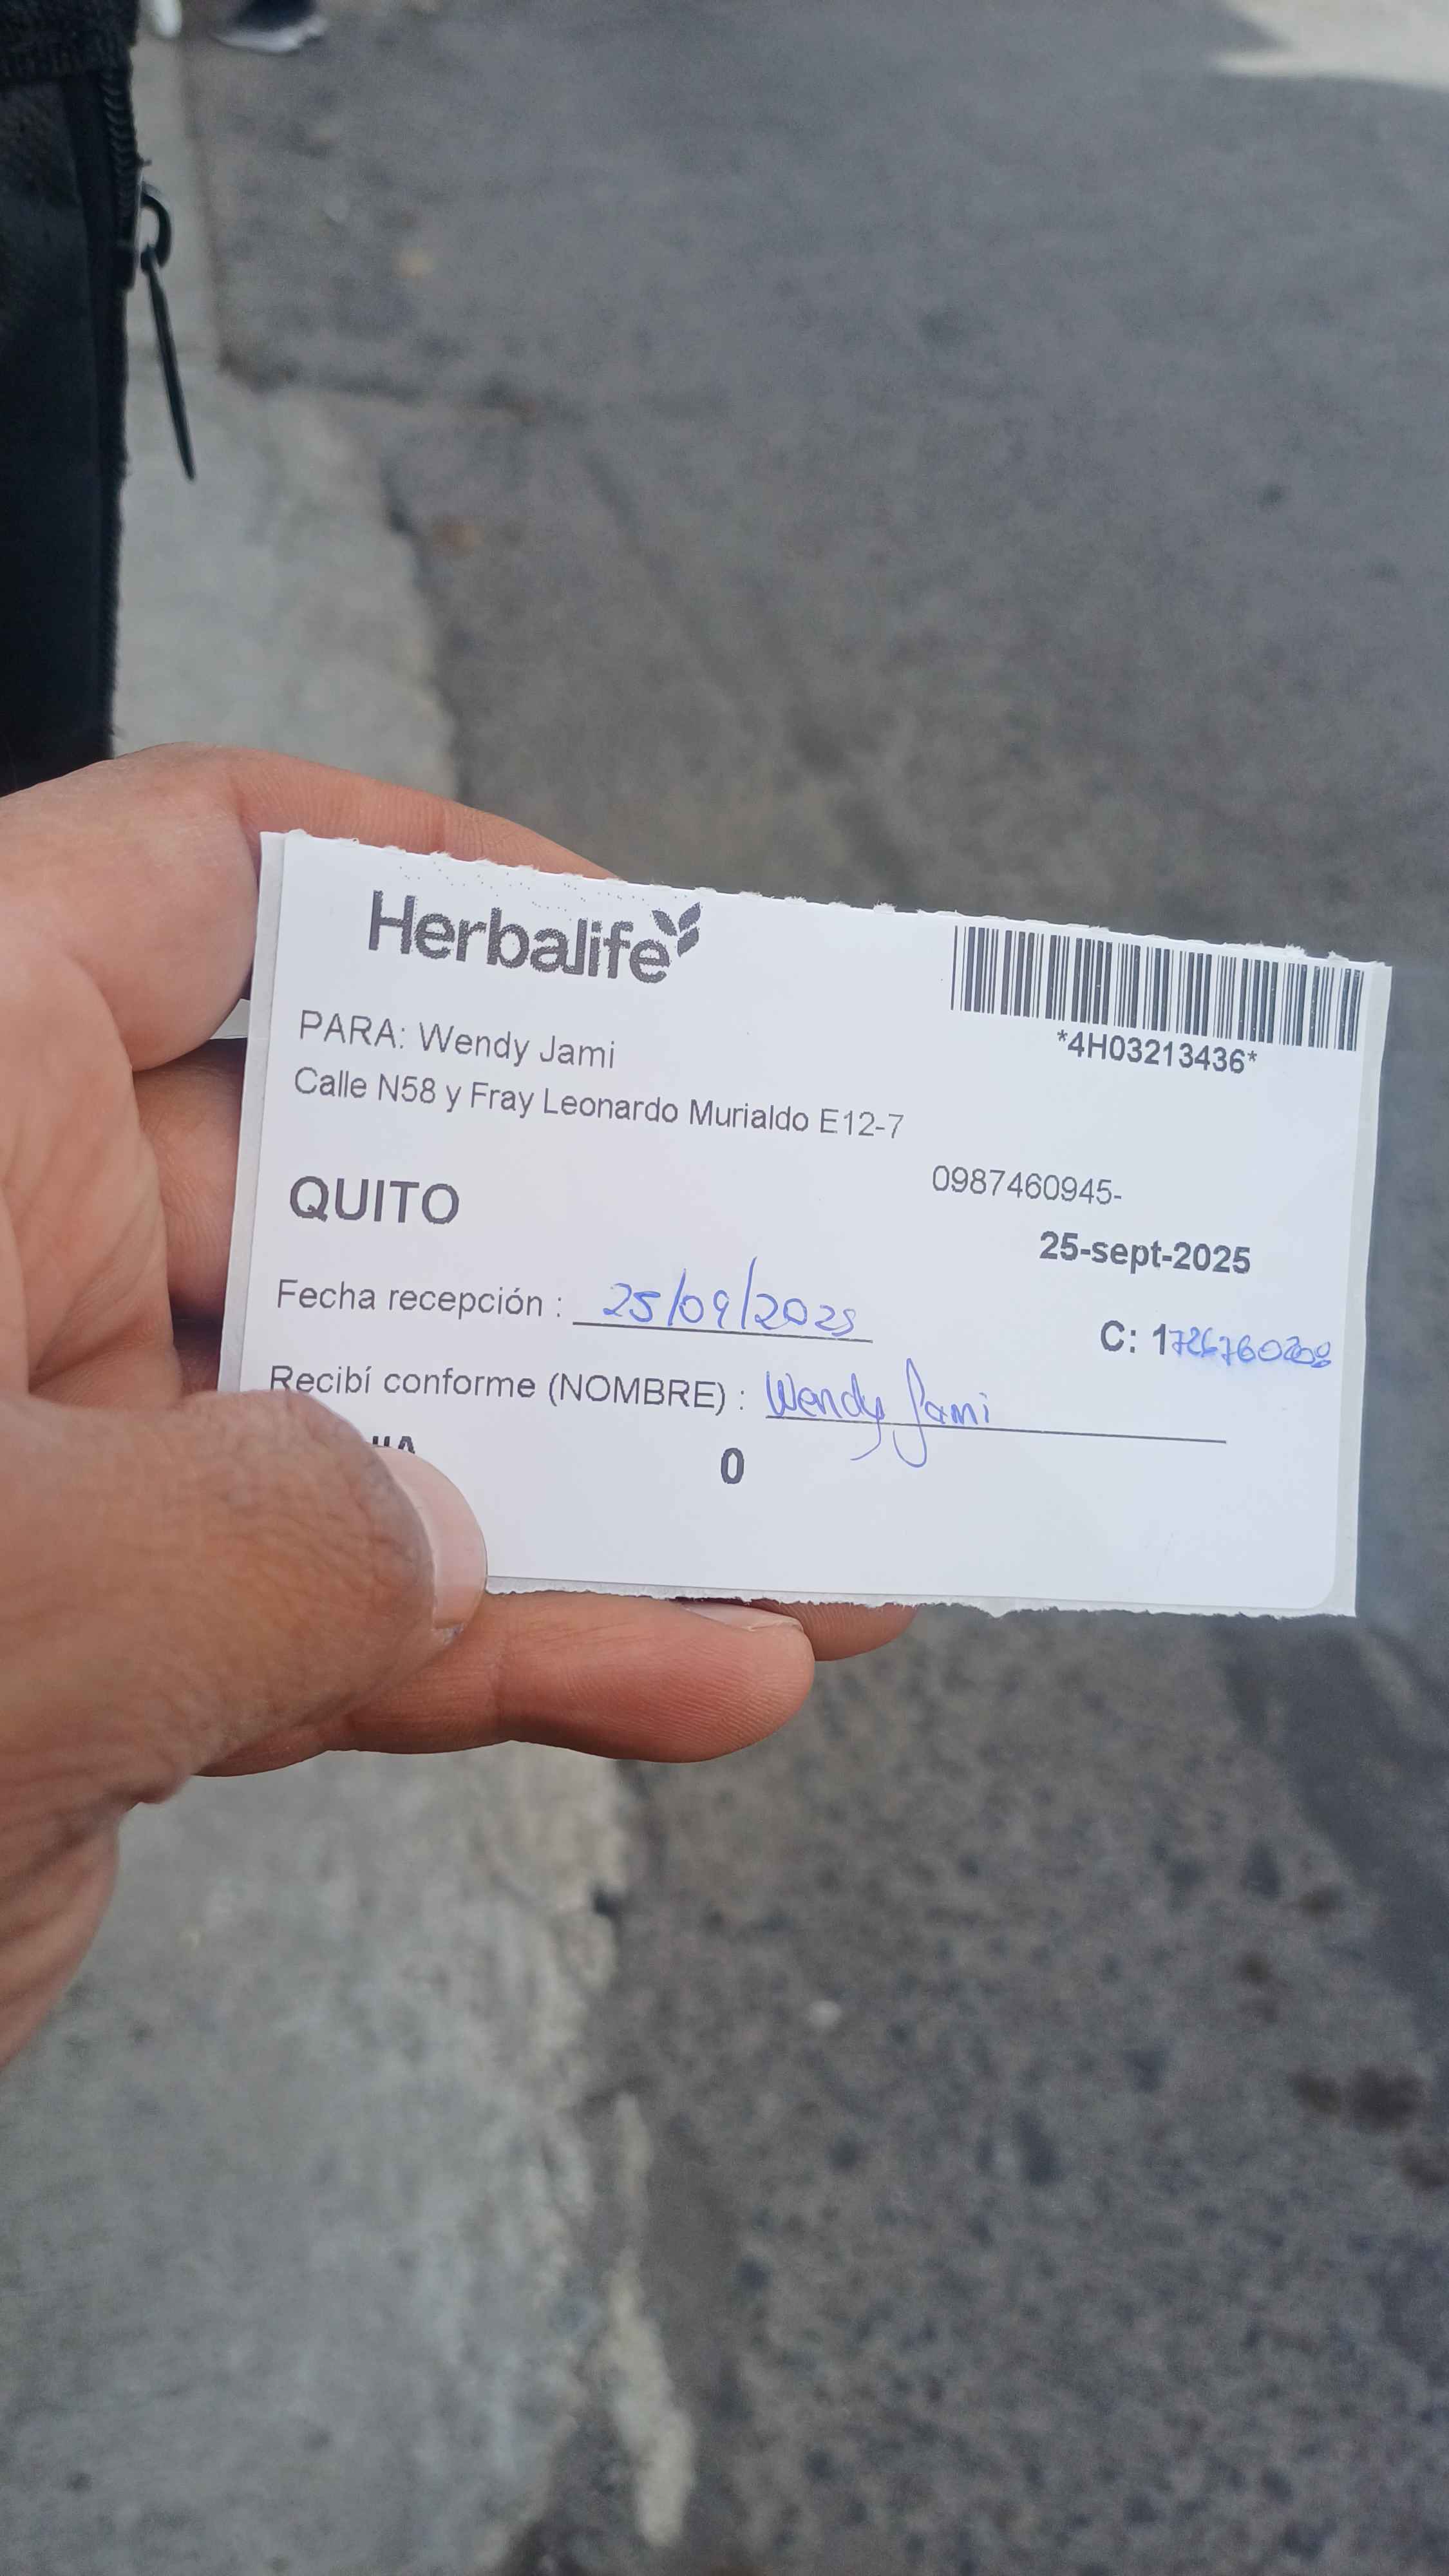 Herbalife
*4H03213436*
PARA: Wendy Jami
Calle N58 y Fray Leonardo Murialdo E12-7
0987460945-
QUITO
25-sept-2025
Fecha recepción : 25/09/2025
C: 1726760208
Recibí conforme (NOMBRE) : Wendy Jami
0